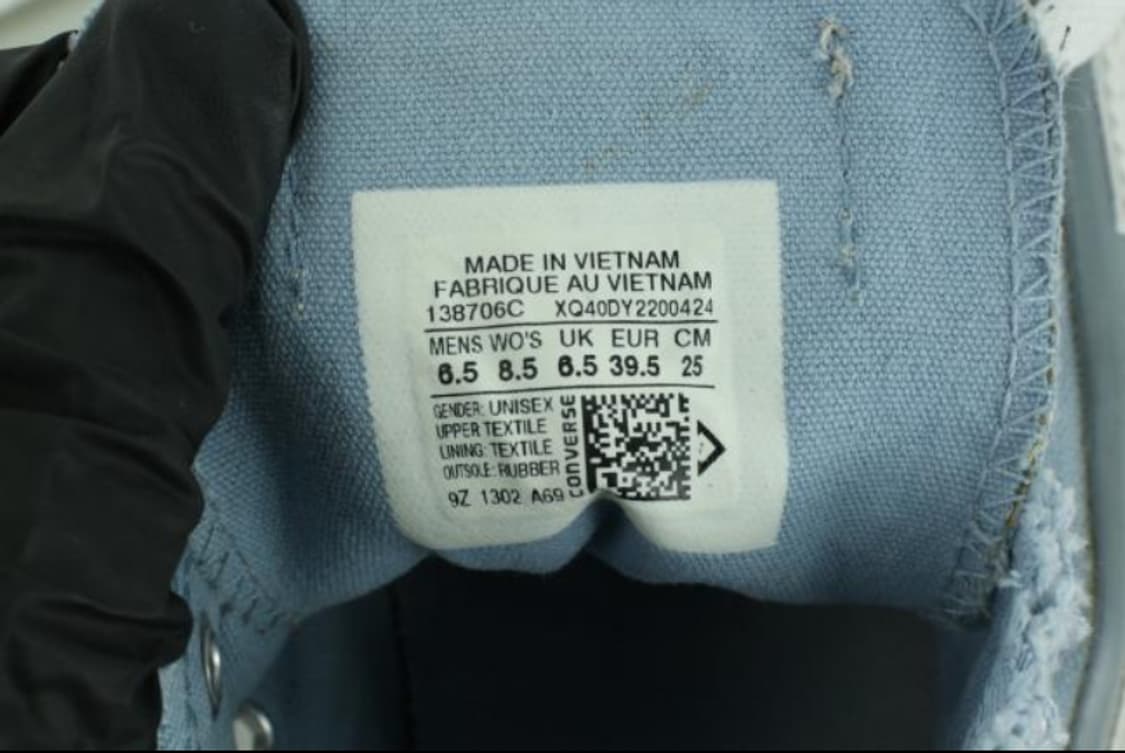 MADE IN VIETNAM
FABRIQUE AU VIETNAM
138706C XQ40DY2200424
MENS WO'S UK EUR CM
6.5 8.5 6.5 39.5 25
GENDER: UNISEX
UPPER TEXTILE
LINING: TEXTILE
OUTSOLE: RUBBER
9Z 1302 A69
CONVERSE